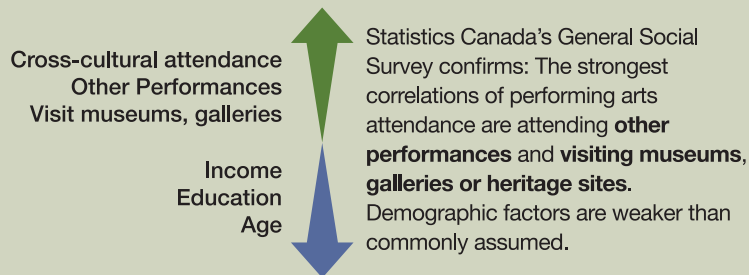 Cross-cultural attendance
Other Performances
Visit museums, galleries
Income
Education
Age
Statistics Canada's General Social
Survey confirms: The strongest
correlations of performing arts
attendance are attending other
performances and visiting museums,
galleries or heritage sites.
Demographic factors are weaker than
commonly assumed.